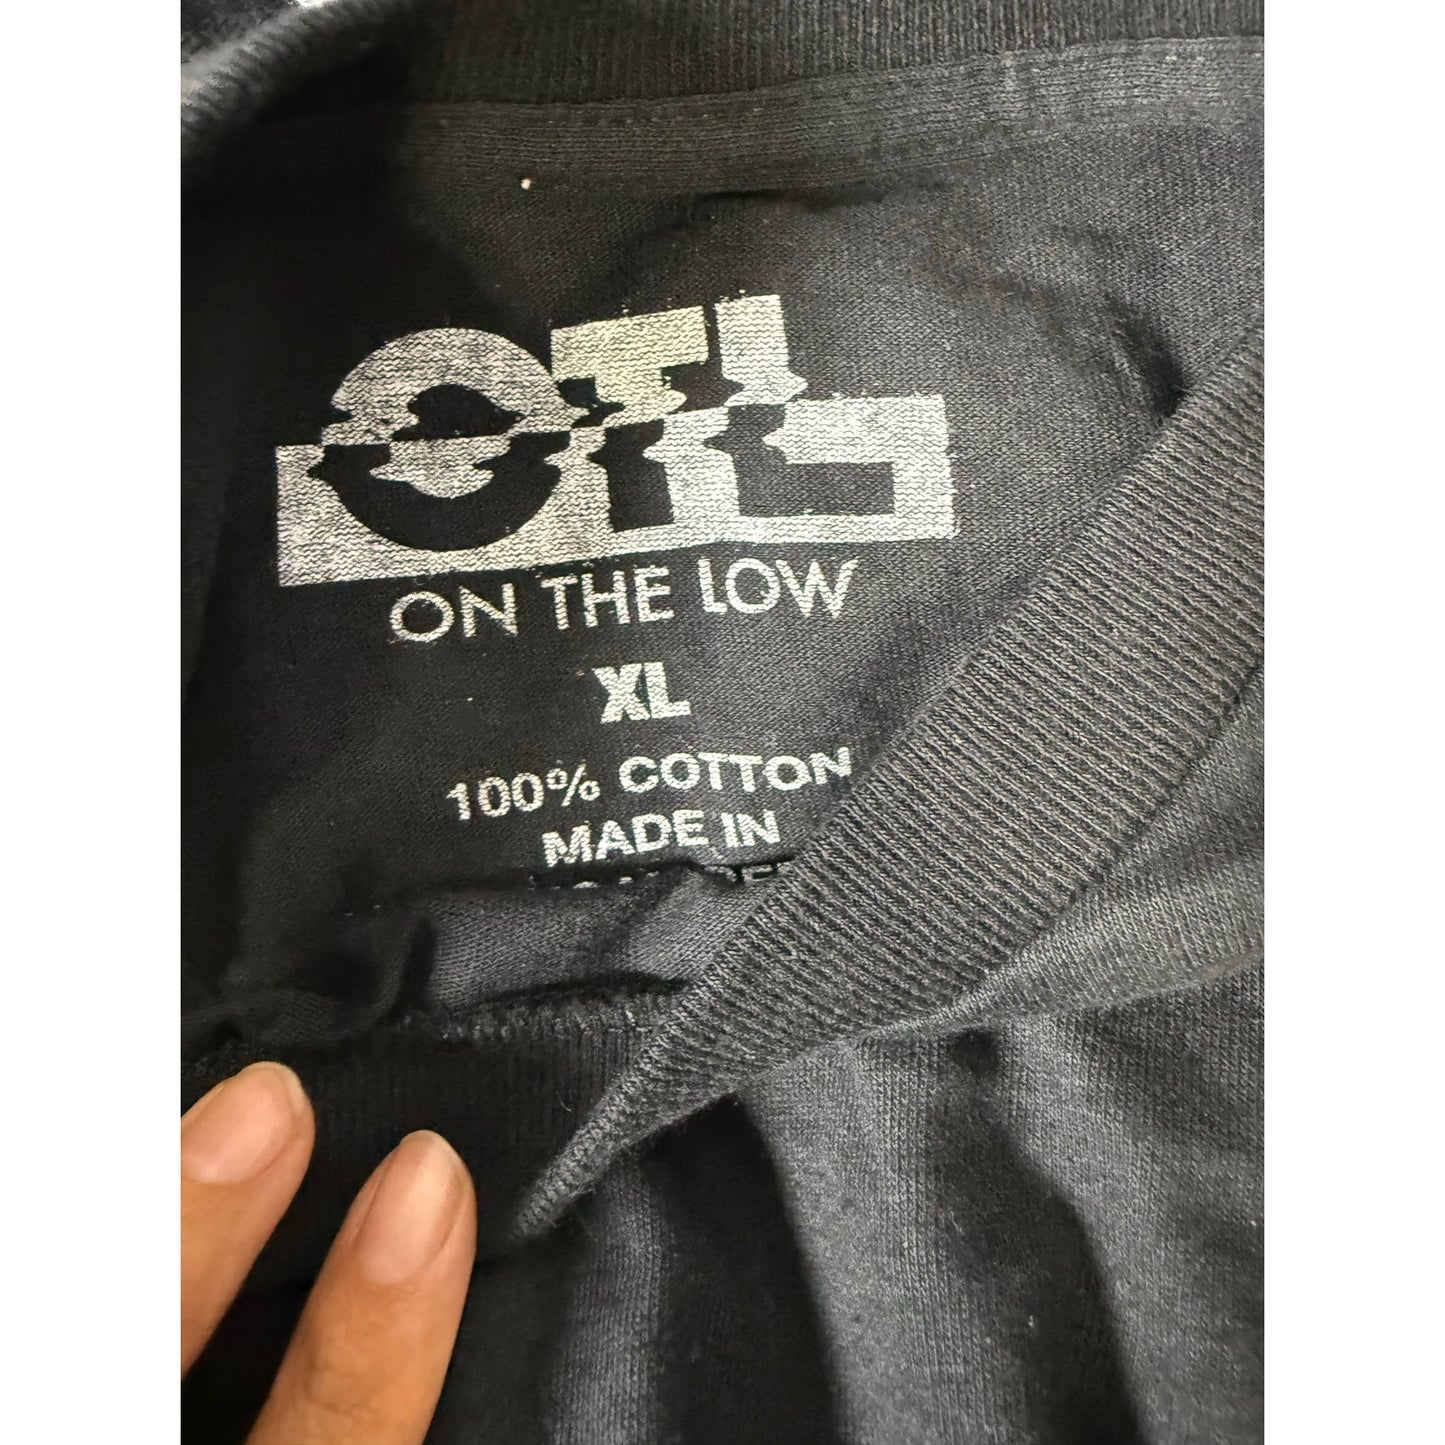 OTL
ON THE LOW
XL
100% COTTON
MADE IN